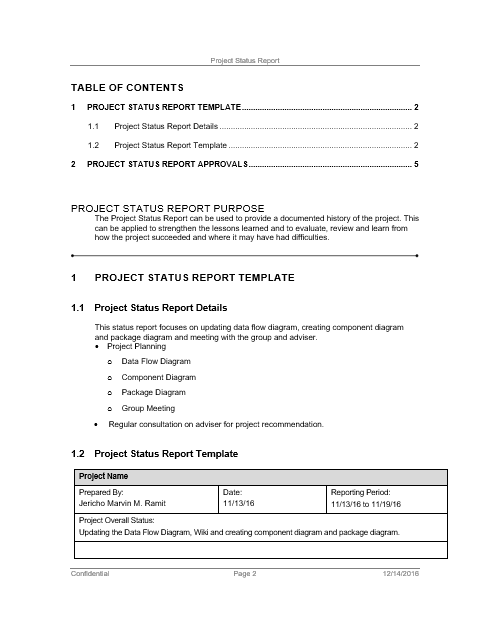 Project Status Report
TABLE OF CONTENTS
1 PROJECT STATUS REPORT TEMPLATE.......................................................... 2
1.1 Project Status Report Details .......................................................... 2
1.2 Project Status Report Template .......................................................... 2
2 PROJECT STATUS REPORT APPROVALS.......................................................... 5
PROJECT STATUS REPORT PURPOSE
The Project Status Report can be used to provide a documented history of the project. This
can be applied to strengthen the lessons learned and to evaluate, review and learn from
how the project succeeded and where it may have had difficulties.
1 PROJECT STATUS REPORT TEMPLATE
1.1 Project Status Report Details
This status report focuses on updating data flow diagram, creating component diagram
and package diagram and meeting with the group and adviser.
• Project Planning
o Data Flow Diagram
o Component Diagram
o Package Diagram
o Group Meeting
• Regular consultation on adviser for project recommendation.
1.2 Project Status Report Template
Project Name
Prepared By: Date: Reporting Period:
Jericho Marvin M. Ramit 11/13/16 11/13/16 to 11/19/16
Project Overall Status:
Updating the Data Flow Diagram, Wiki and creating component diagram and package diagram.
Confidential Page 2 12/14/2016